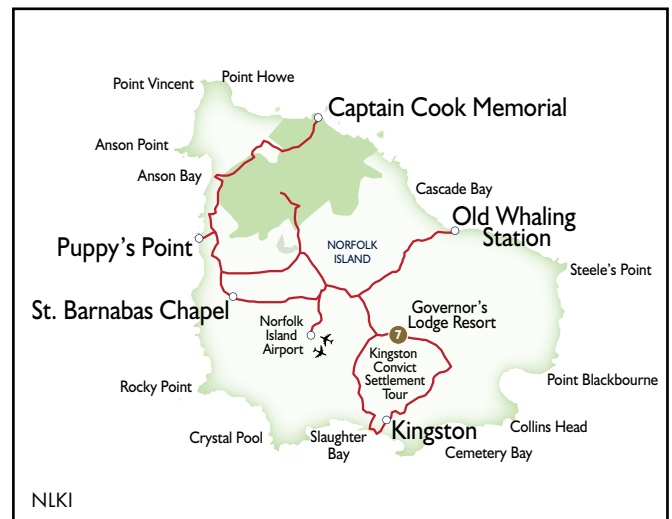 Point Howe
Point Vincent
Captain Cook Memorial
Anson Point
Anson Bay
Cascade Bay
Old Whaling
Station
Puppy's Point
NORFOLK
ISLAND
Steele's Point
St. Barnabas Chapel
Governor's
Lodge Resort
Norfolk
Island
Airport
7
Kingston
Convict
Settlement
Tour
Rocky Point
Point Blackbourne
Collins Head
Kingston
Crystal Pool
Slaughter
Bay
Cemetery Bay
NLKI